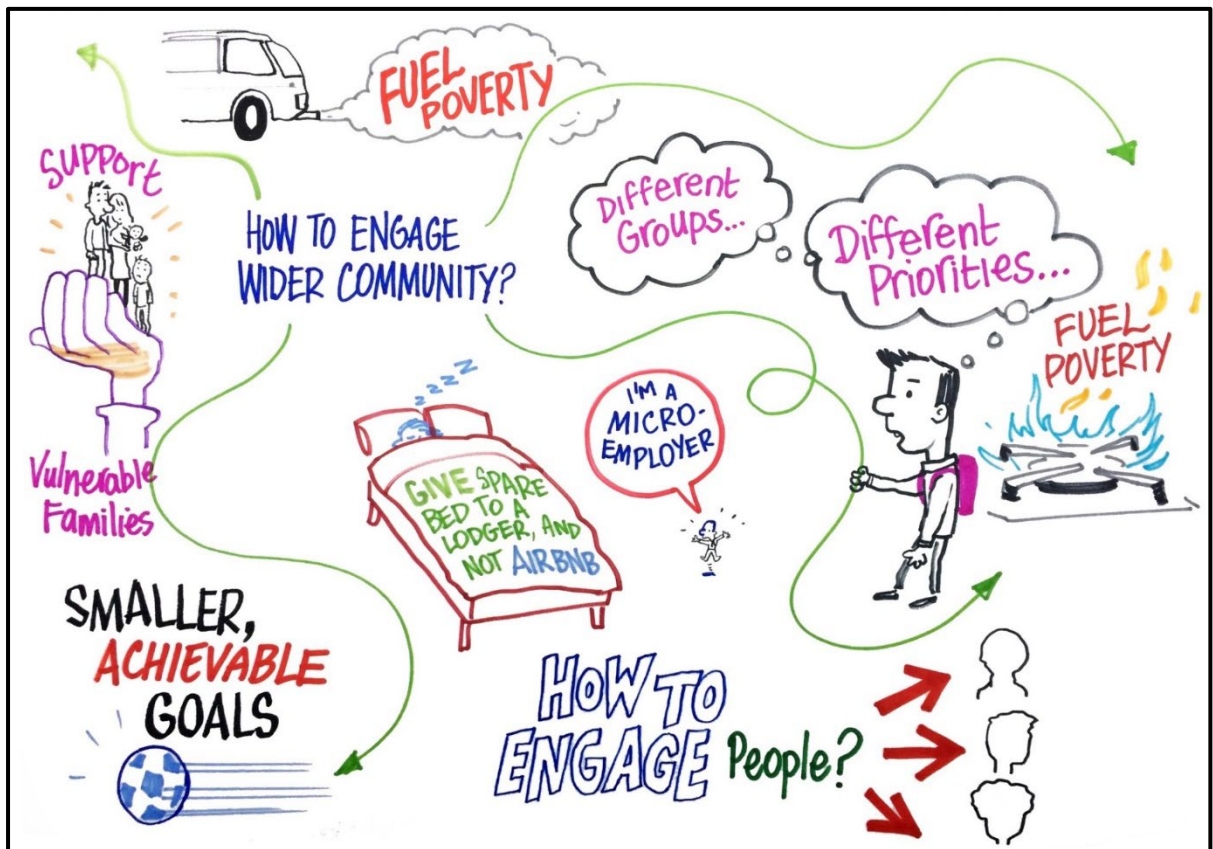 FUEL
POVERTY
SUPPORT
Vulnerable
Families
HOW TO ENGAGE
WIDER COMMUNITY?
Different
Groups...
Different
Priorities...
FUEL
POVERTY
zzzz
GIVE SPARE
BED TO A
LODGER, AND
NOT AIRBNB
I'M A
MICRO-
EMPLOYER
SMALLER,
ACHIEVABLE
GOALS
HOW TO
ENGAGE People?